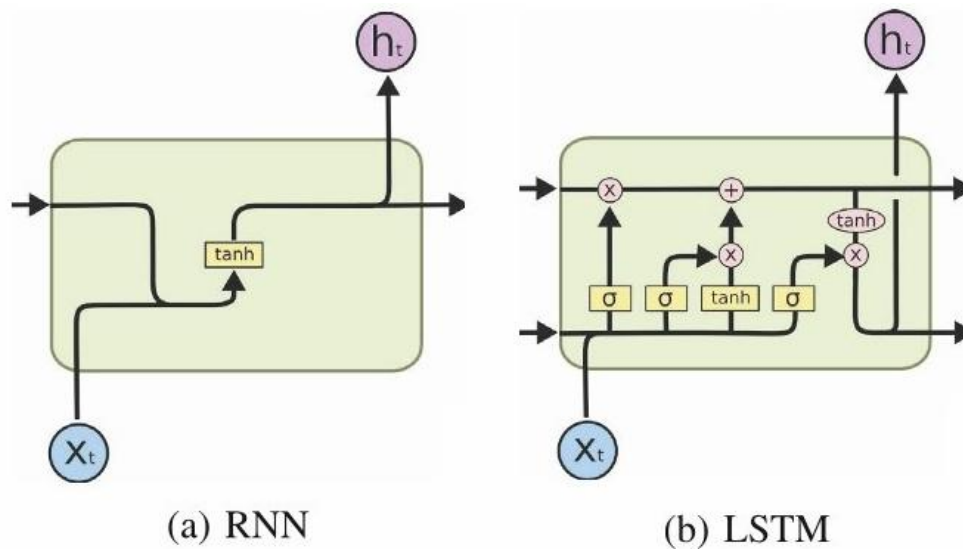 hₜ
tanh
xₜ
(a) RNN
hₜ
x
+
tanh
x
x
σ
σ
tanh
σ
xₜ
(b) LSTM